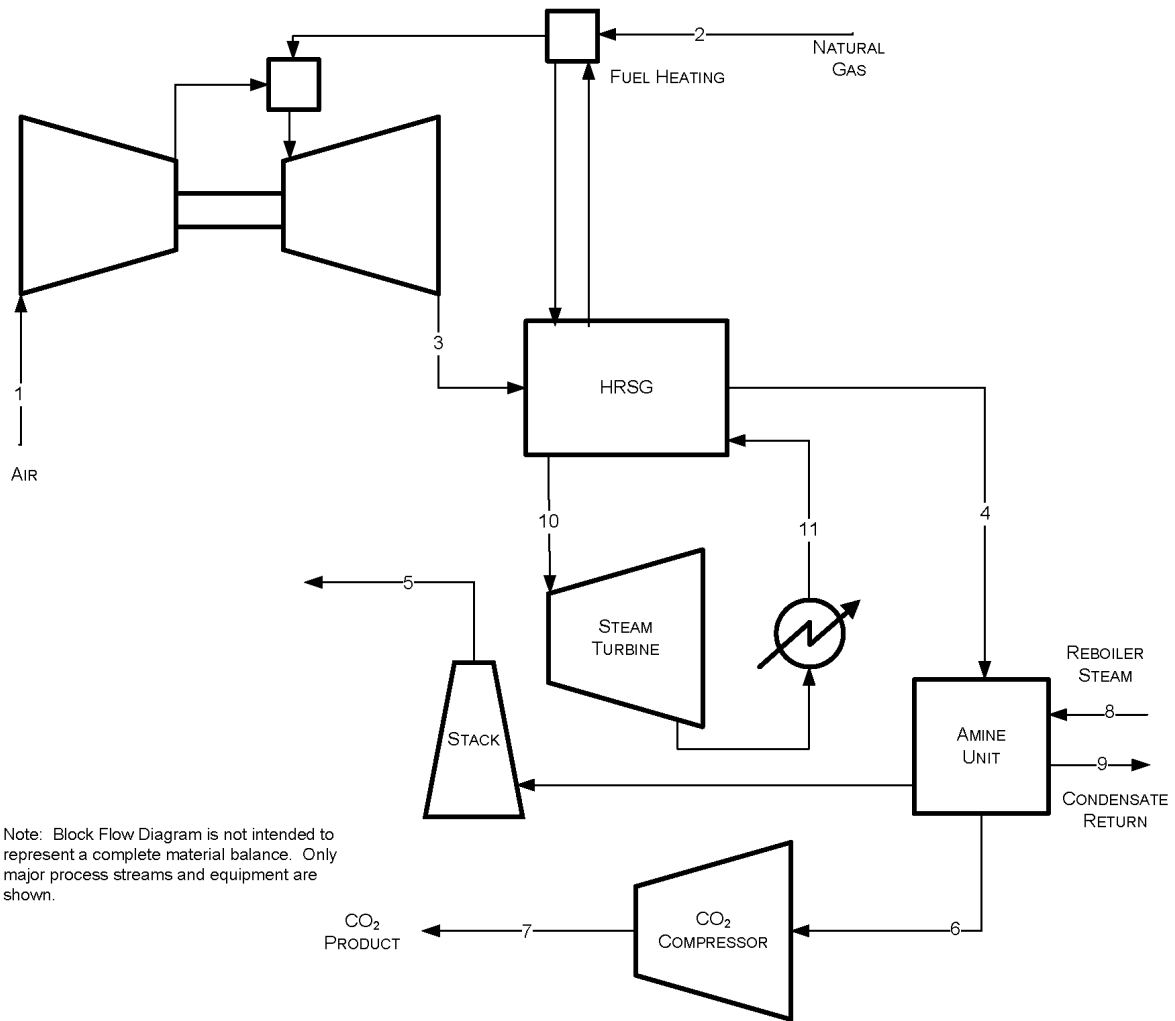 2
NATURAL
GAS
FUEL HEATING
3
HRSG
1
AIR
10
11
4
5
STEAM
TURBINE
REBOILER
STEAM
8
STACK
AMINE
UNIT
9
CONDENSATE
RETURN
Note: Block Flow Diagram is not intended to
represent a complete material balance. Only
major process streams and equipment are
shown.
CO₂
PRODUCT
7
CO₂
COMPRESSOR
6